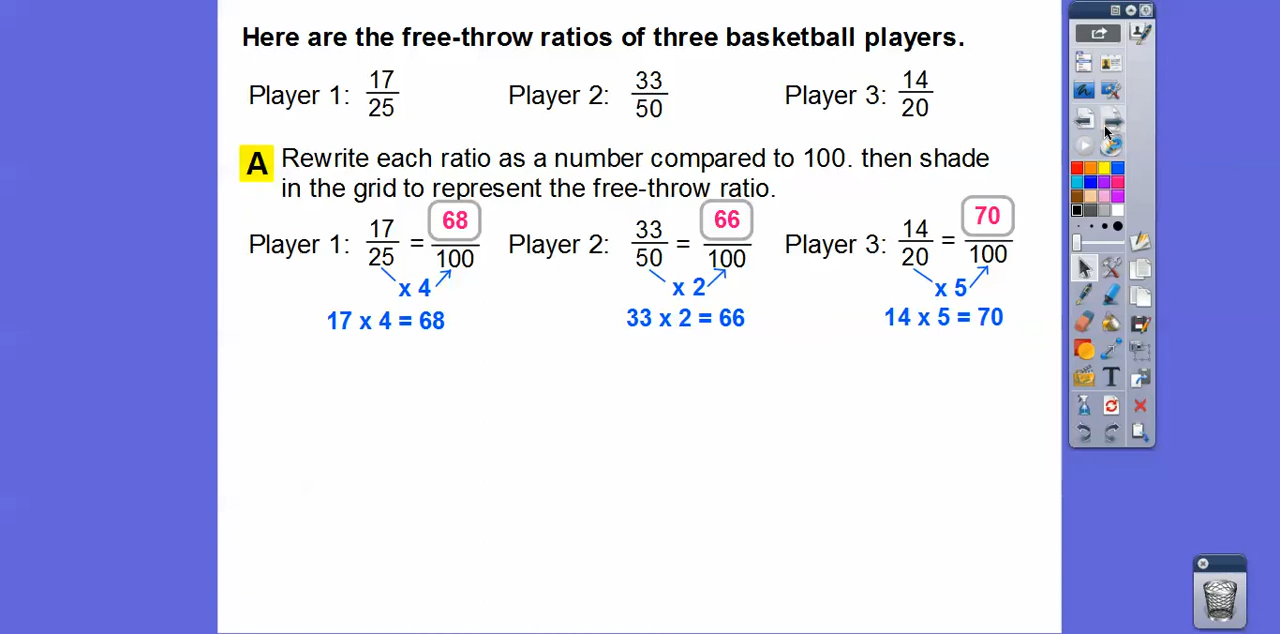 Here are the free-throw ratios of three basketball players.
Player 1: 17/25 Player 2: 33/50 Player 3: 14/20
A Rewrite each ratio as a number compared to 100. then shade
in the grid to represent the free-throw ratio.
Player 1: 17/25 = 68/100 Player 2: 33/50 = 66/100 Player 3: 14/20 = 70/100
x 4 x 2 x 5
17 x 4 = 68 33 x 2 = 66 14 x 5 = 70
T